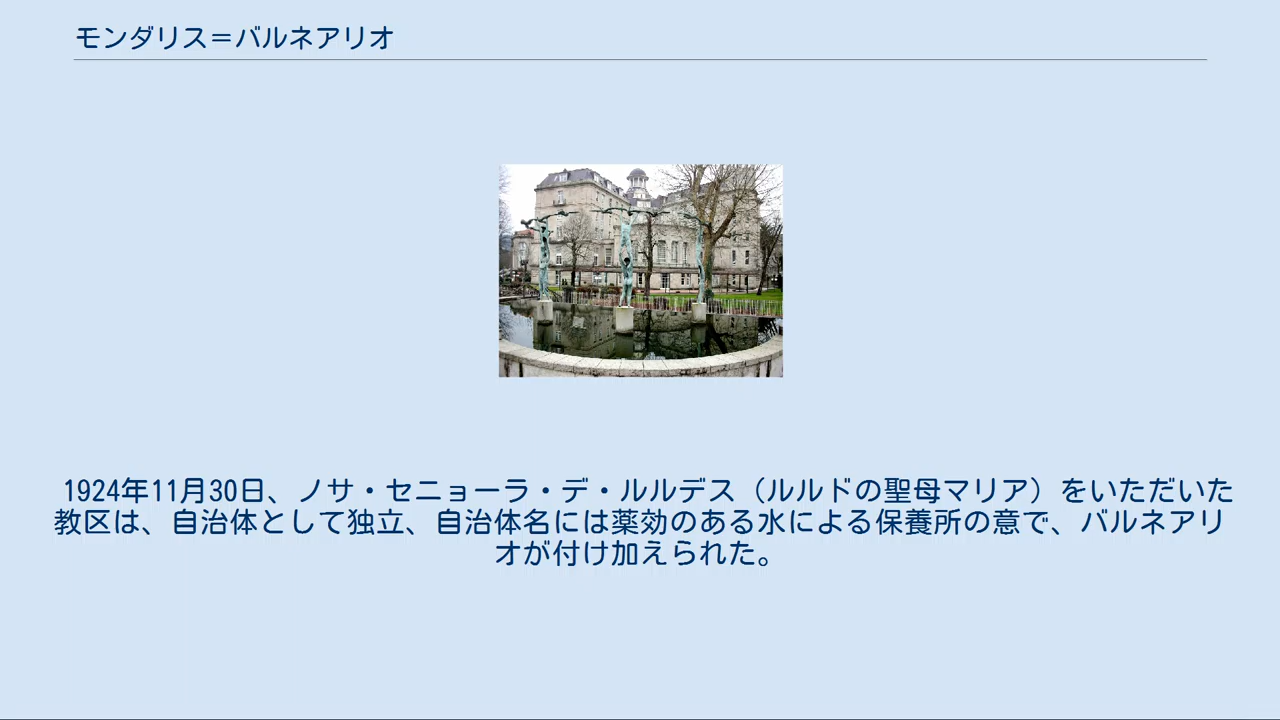 モンダリス＝バルネアリオ
1924年11月30日、ノサ・セニョーラ・デ・ルルデス（ルルドの聖母マリア）をいただいた
教区は、自治体として独立、自治体名には薬効のある水による保養所の意で、バルネアリ
オが付け加えられた。